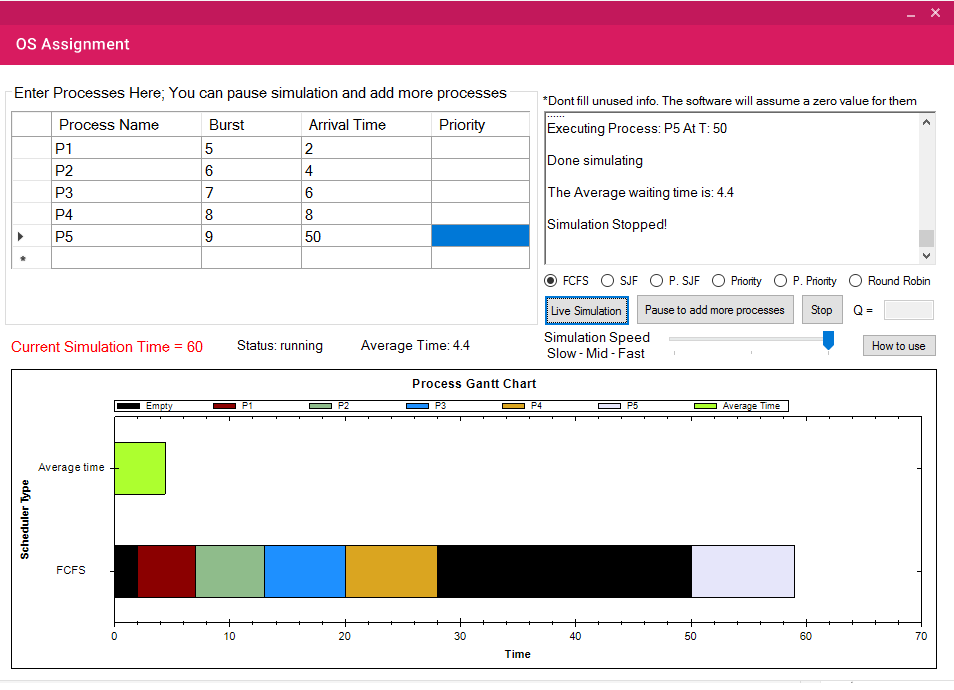 OS Assignment
Enter Processes Here; You can pause simulation and add more processes
Process Name Burst Arrival Time Priority
P1 5 2
P2 6 4
P3 7 6
P4 8 8
P5 9 50
*
*Dont fill unused info. The software will assume a zero value for them
......
Executing Process: P5 At T: 50
Done simulating
The Average waiting time is: 4.4
Simulation Stopped!
FCFS SJF P. SJF Priority P. Priority Round Robin
Live Simulation Pause to add more processes Stop Q =
Simulation Speed
Slow - Mid - Fast
How to use
Current Simulation Time = 60 Status: running Average Time: 4.4
Process Gantt Chart
Empty P1 P2 P3 P4 P5 Average Time
Scheduler Type
Average time
FCFS
0 10 20 30 40 50 60 70
Time